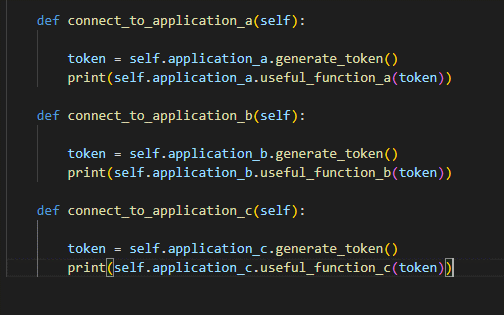 def connect_to_application_a(self):
token = self.application_a.generate_token()
print(self.application_a.useful_function_a(token))
def connect_to_application_b(self):
token = self.application_b.generate_token()
print(self.application_b.useful_function_b(token))
def connect_to_application_c(self):
token = self.application_c.generate_token()
print(self.application_c.useful_function_c(token))